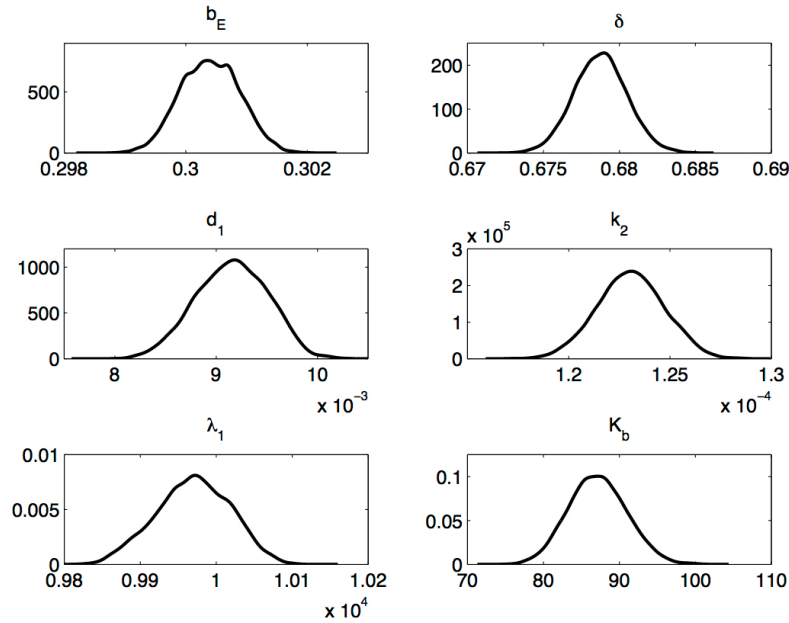 b_E
500
0
0.298 0.3 0.302
δ
200
100
0
0.67 0.675 0.68 0.685 0.69
d_1
1000
500
0
8 9 10
x 10^−3
k_2
x 10^5
3
2
1
0
1.2 1.25 1.3
x 10^−4
λ_1
0.01
0.005
0
0.98 0.99 1 1.01 1.02
x 10^4
K_b
0.1
0.05
0
70 80 90 100 110